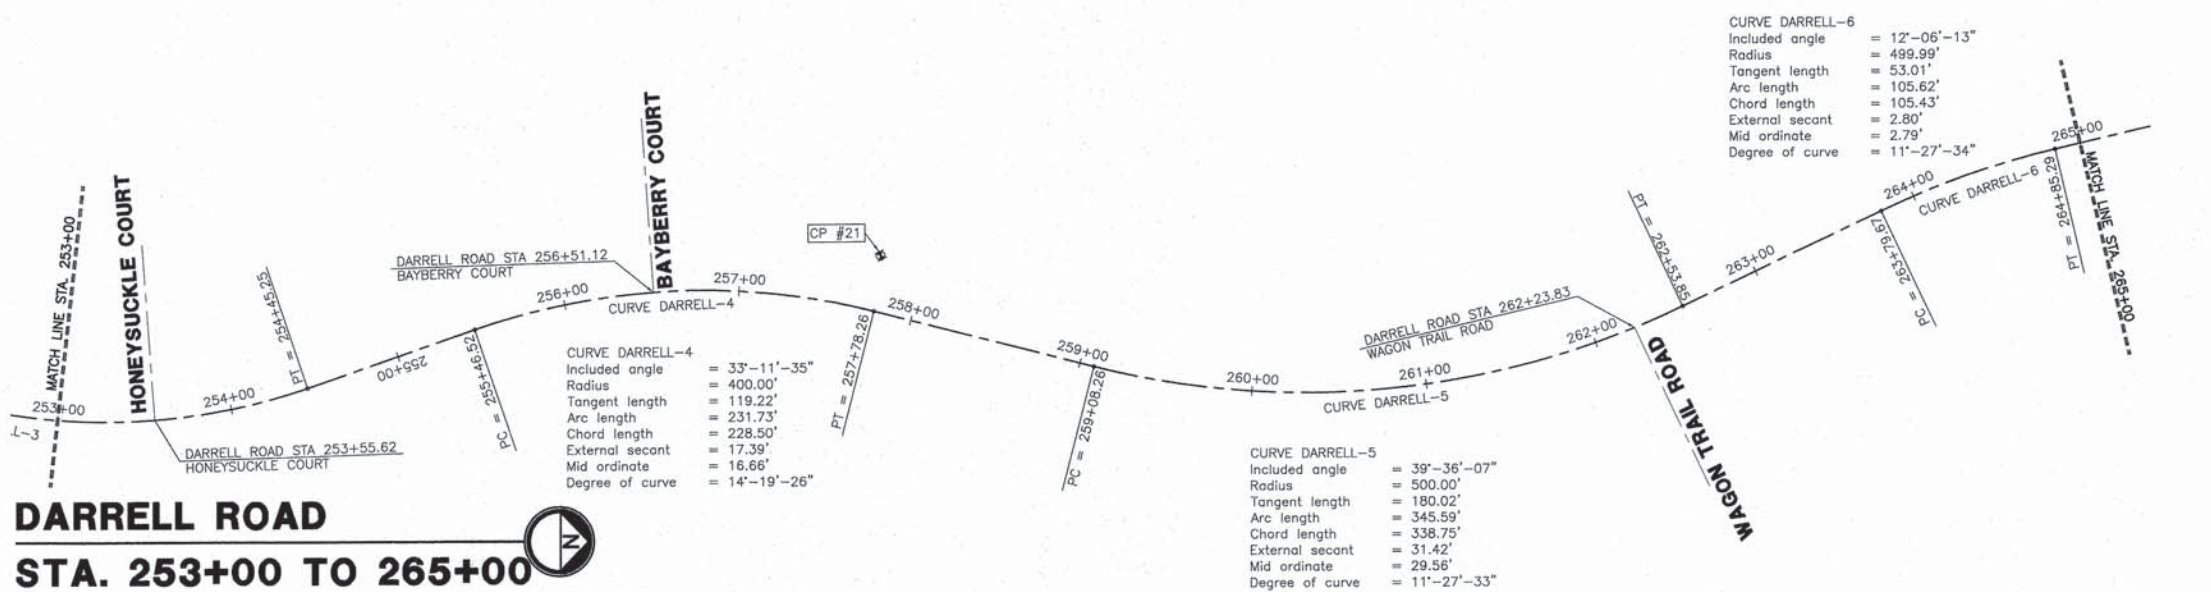 CURVE DARRELL-6
Included angle = 12°-06'-13"
Radius = 499.99'
Tangent length = 53.01'
Arc length = 105.62'
Chord length = 105.43'
External secant = 2.80'
Mid ordinate = 2.79'
Degree of curve = 11°-27'-34"
MATCH LINE STA. 253+00
HONEYSUCKLE COURT
BAYBERRY COURT
CP #21
DARRELL ROAD STA 256+51.12
BAYBERRY COURT
253+00
L-3
254+00
PT = 254+45.25
255+00
PC = 255+46.52
256+00
257+00
CURVE DARRELL-4
PT = 257+78.26
258+00
259+00
PC = 259+08.26
260+00
CURVE DARRELL-5
261+00
262+00
DARRELL ROAD STA 262+23.83
WAGON TRAIL ROAD
WAGON TRAIL ROAD
PT = 262+53.85
263+00
PC = 263+79.67
264+00
CURVE DARRELL-6
PT = 264+85.29
265+00
MATCH LINE STA. 265+00
DARRELL ROAD STA 253+55.62
HONEYSUCKLE COURT
CURVE DARRELL-4
Included angle = 33°-11'-35"
Radius = 400.00'
Tangent length = 119.22'
Arc length = 231.73'
Chord length = 228.50'
External secant = 17.39'
Mid ordinate = 16.66'
Degree of curve = 14°-19'-26"
CURVE DARRELL-5
Included angle = 39°-36'-07"
Radius = 500.00'
Tangent length = 180.02'
Arc length = 345.59'
Chord length = 338.75'
External secant = 31.42'
Mid ordinate = 29.56'
Degree of curve = 11°-27'-33"
DARRELL ROAD
STA. 253+00 TO 265+00
N